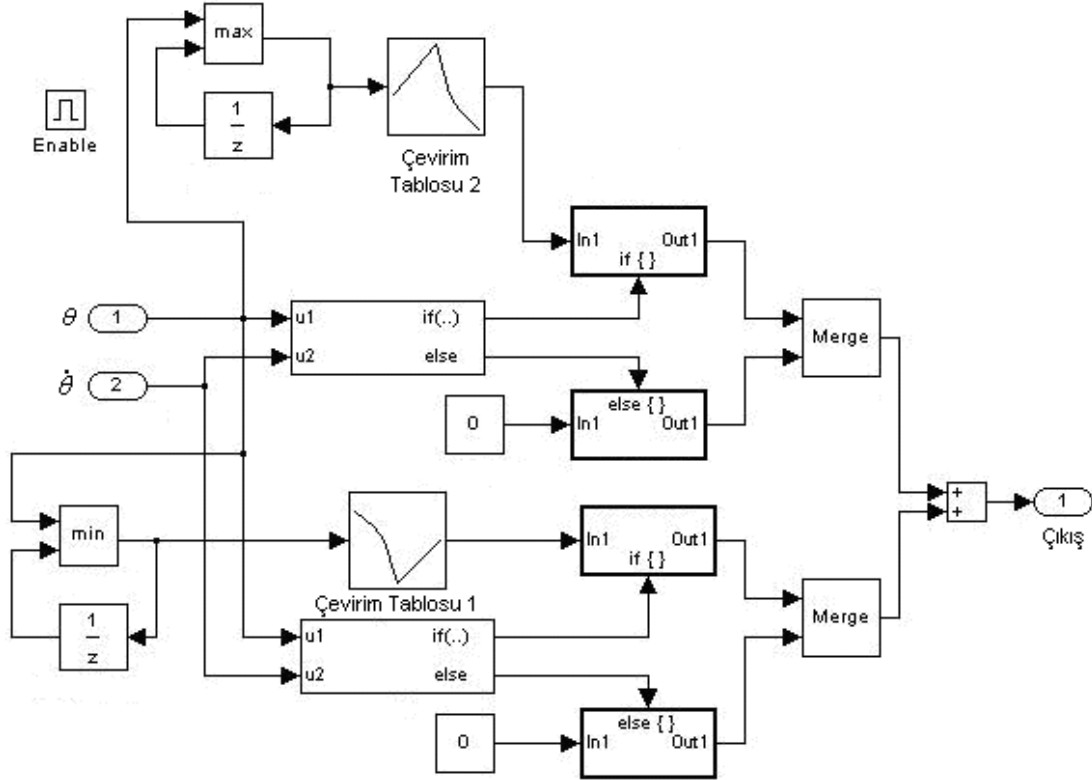 max
1
z
Enable
Çevirim
Tablosu 2
In1
Out1
if { }
θ
1
u1
if(..)
u2
else
θ̇
2
Merge
else { }
0
In1
Out1
min
1
z
Çevirim Tablosu 1
In1
Out1
if { }
+
+
1
Çıkış
Merge
u1
if(..)
u2
else
else { }
0
In1
Out1